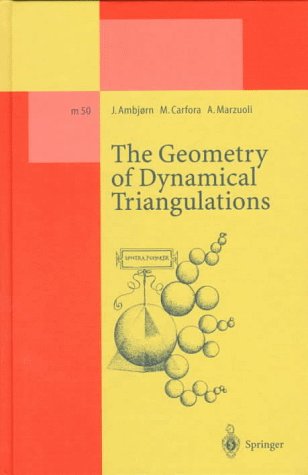 m 50
J. Ambjørn M. Carfora A. Marzuoli
The Geometry
of Dynamical
Triangulations
Springer